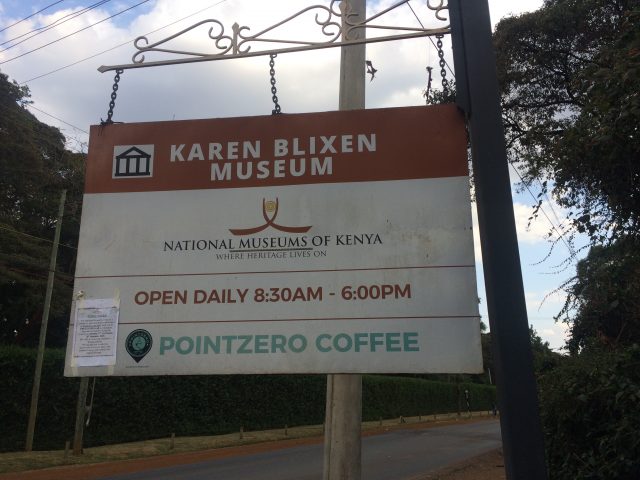 KAREN BLIXEN
MUSEUM
NATIONAL MUSEUMS OF KENYA
WHERE HERITAGE LIVES ON
OPEN DAILY 8:30AM - 6:00PM
POINTZERO COFFEE